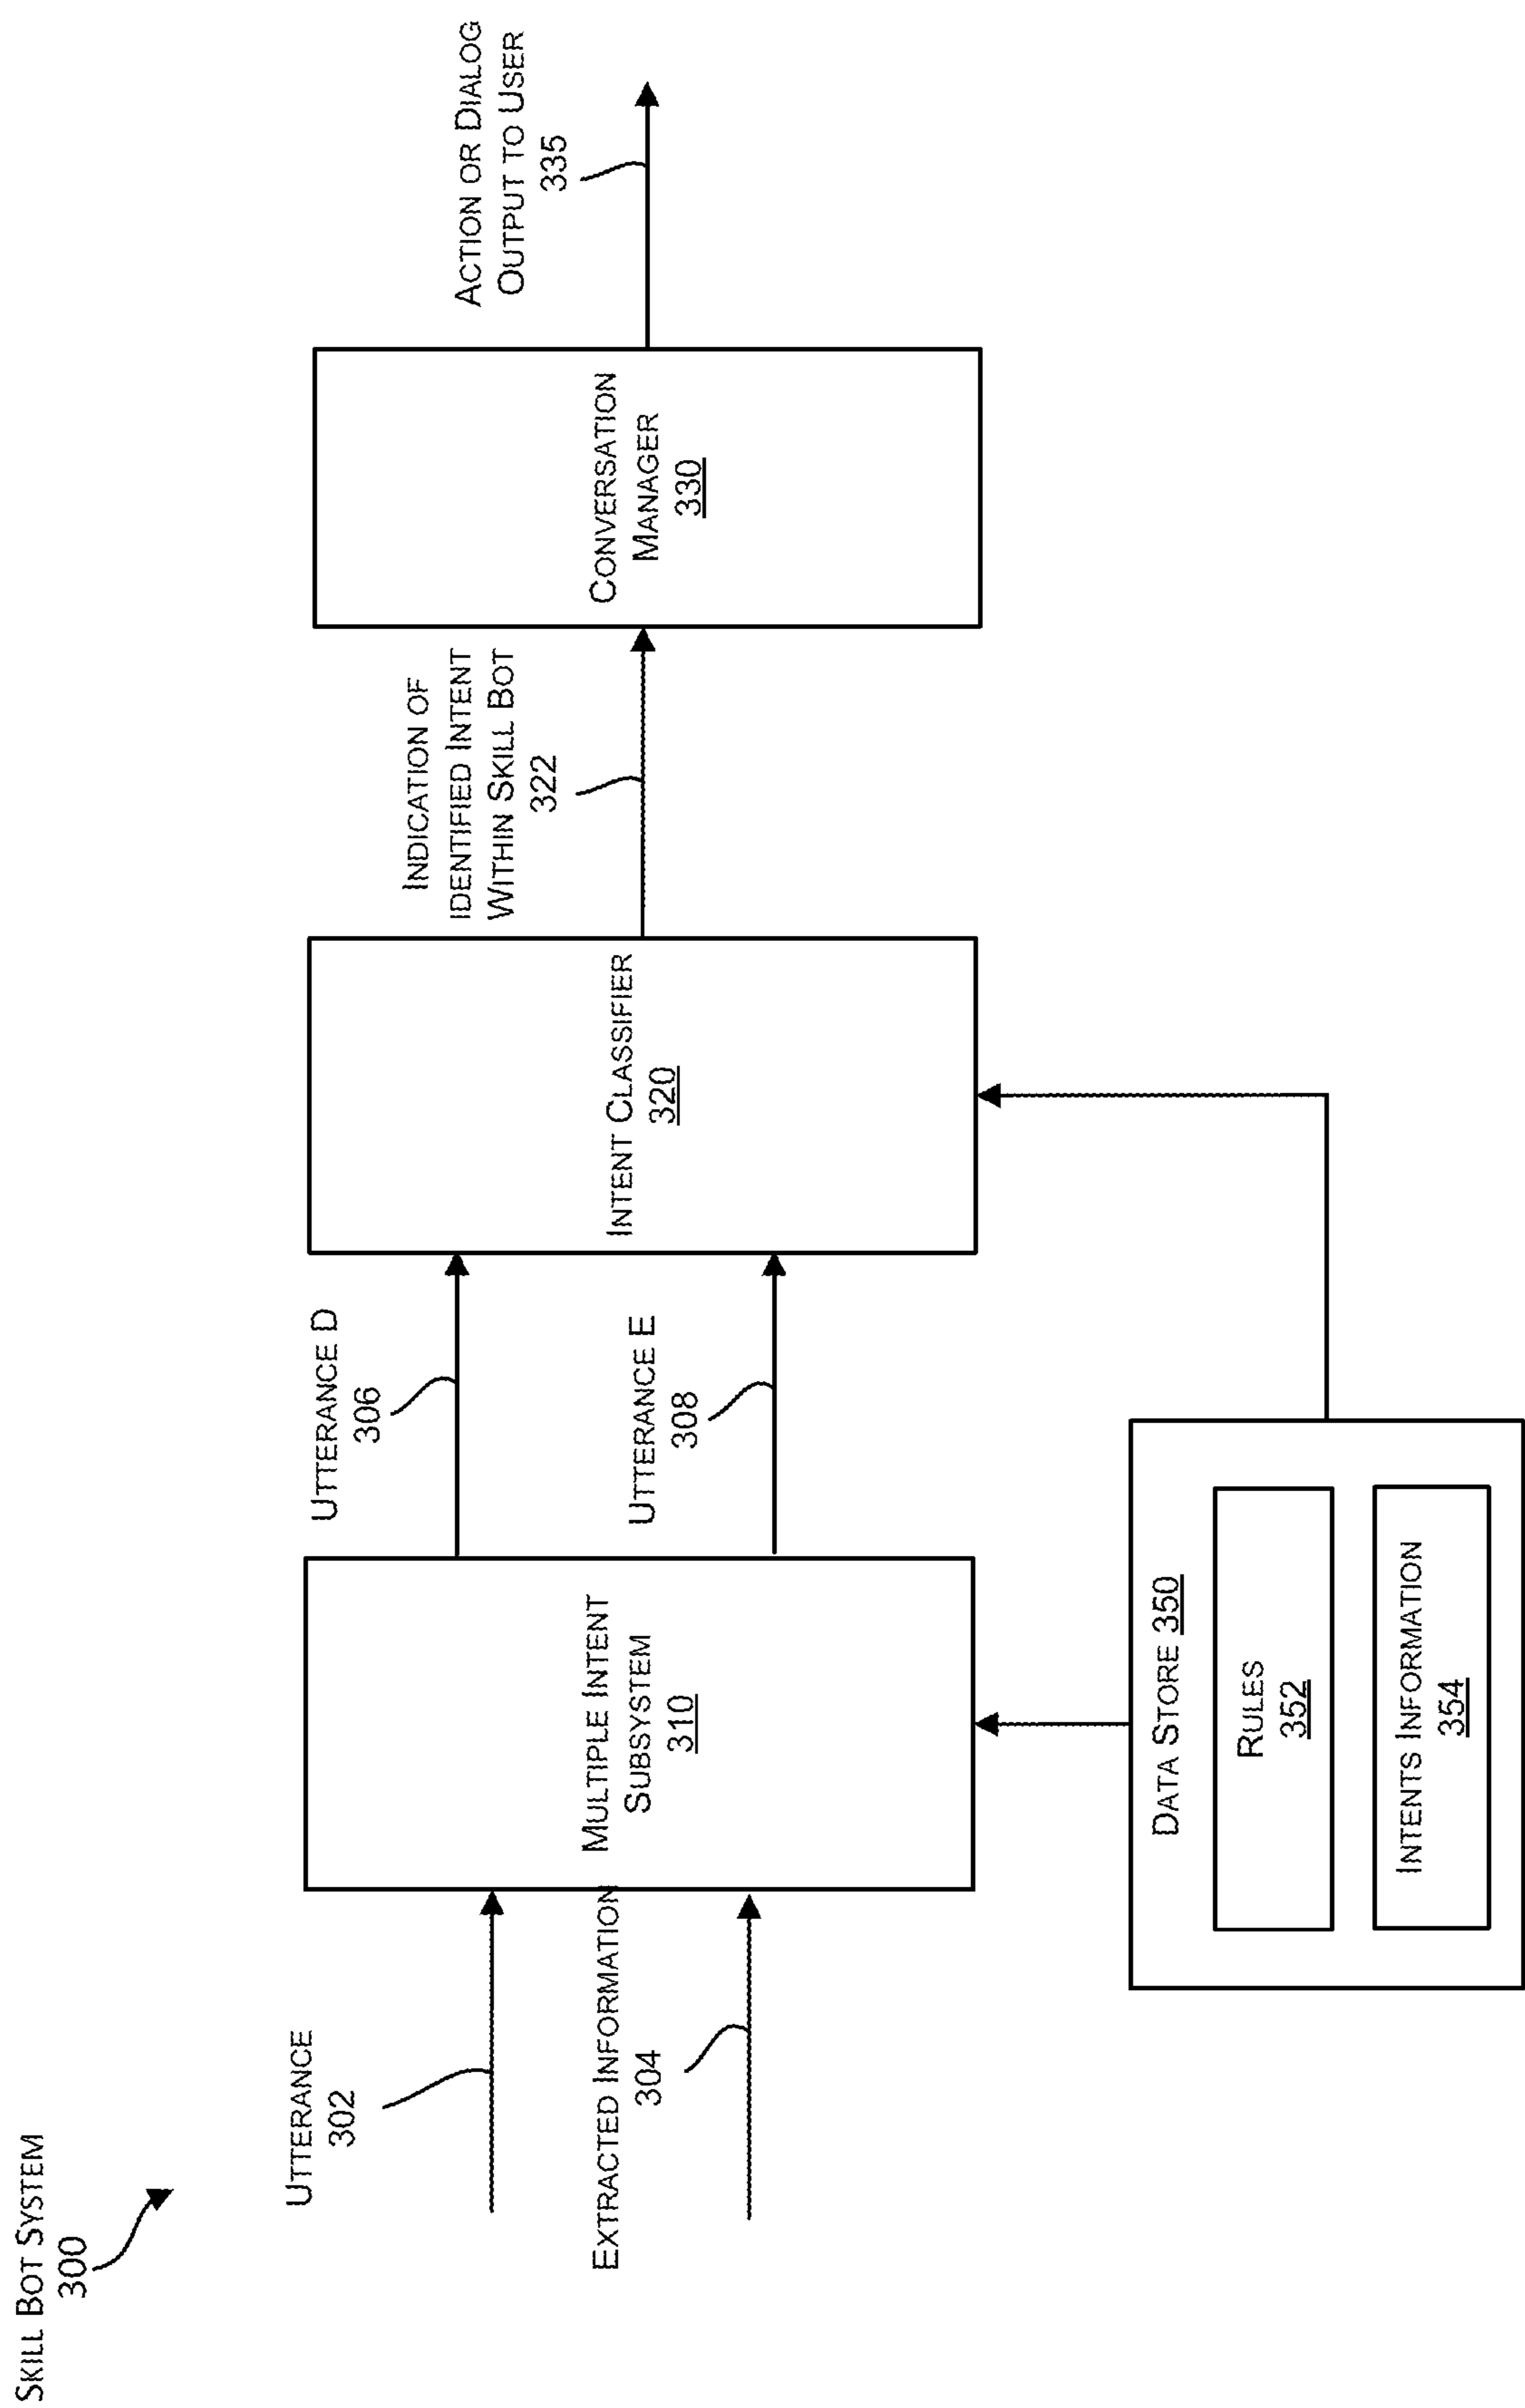 SKILL BOT SYSTEM
300
UTTERANCE
302
EXTRACTED INFORMATION
304
MULTIPLE INTENT
SUBSYSTEM
310
UTTERANCE D
306
UTTERANCE E
308
INTENT CLASSIFIER
320
INDICATION OF
IDENTIFIED INTENT
WITHIN SKILL BOT
322
CONVERSATION
MANAGER
330
ACTION OR DIALOG
OUTPUT TO USER
335
DATA STORE 350
RULES
352
INTENTS INFORMATION
354